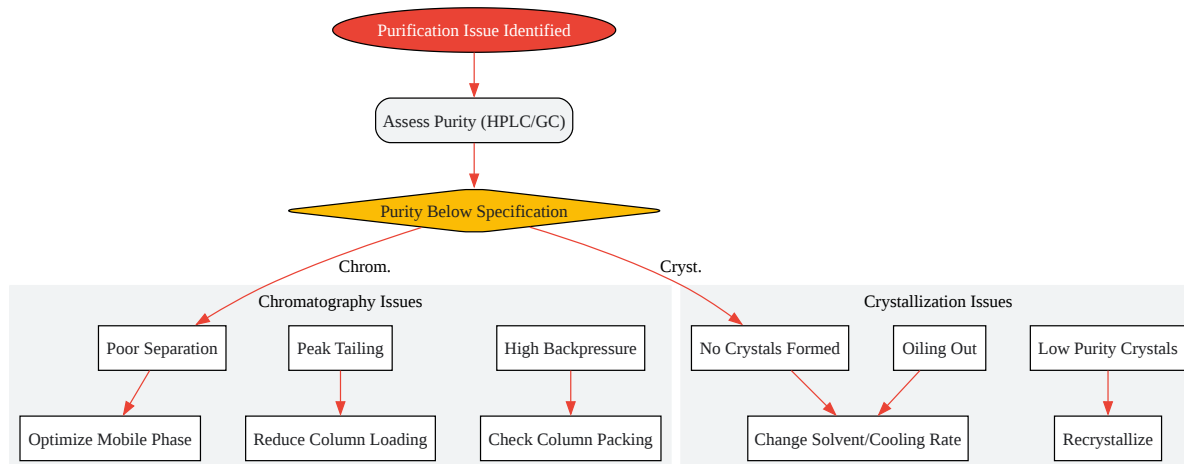 Purification Issue Identified
Assess Purity (HPLC/GC)
Purity Below Specification
Chrom.
Cryst.
Chromatography Issues
Poor Separation
Peak Tailing
High Backpressure
Optimize Mobile Phase
Reduce Column Loading
Check Column Packing
Crystallization Issues
No Crystals Formed
Oiling Out
Low Purity Crystals
Change Solvent/Cooling Rate
Recrystallize